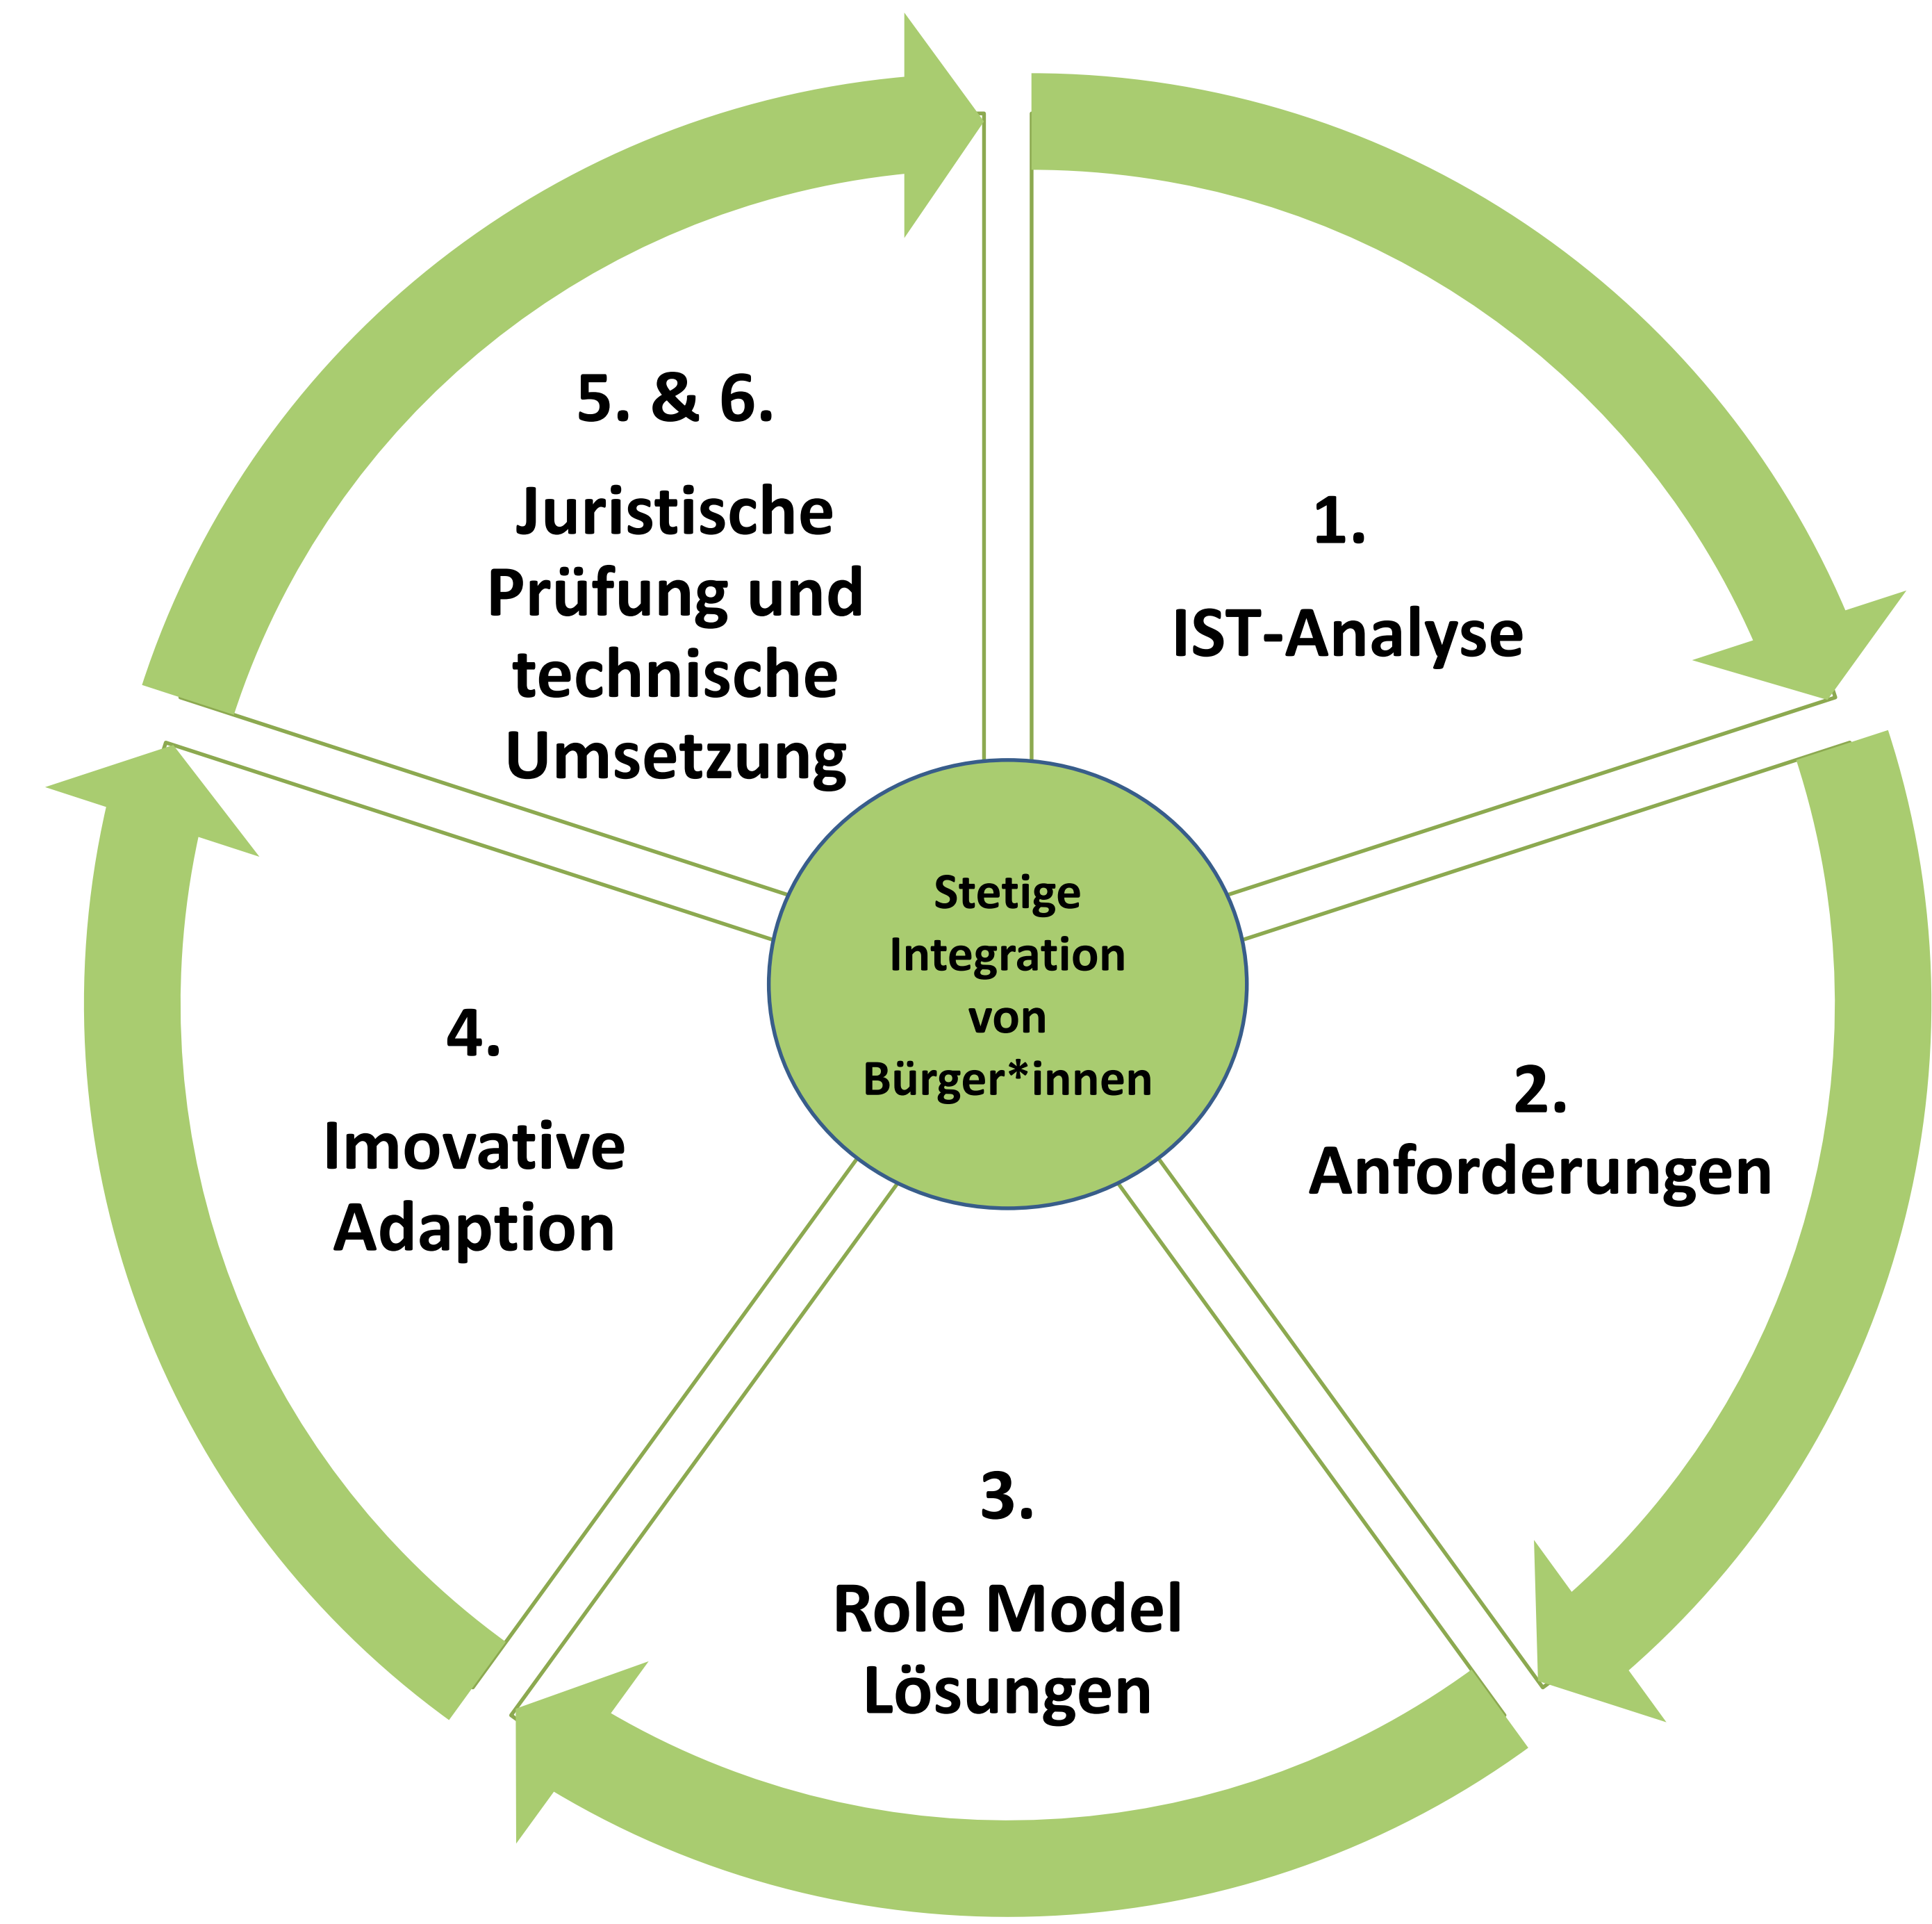 1.
IST-Analyse
2.
Anforderungen
3.
Role Model
Lösungen
4.
Imovative
Adaption
5. & 6.
Juristische
Prüfung und
technische
Umsetzung
Stetige
Integration
von
Bürger*innen